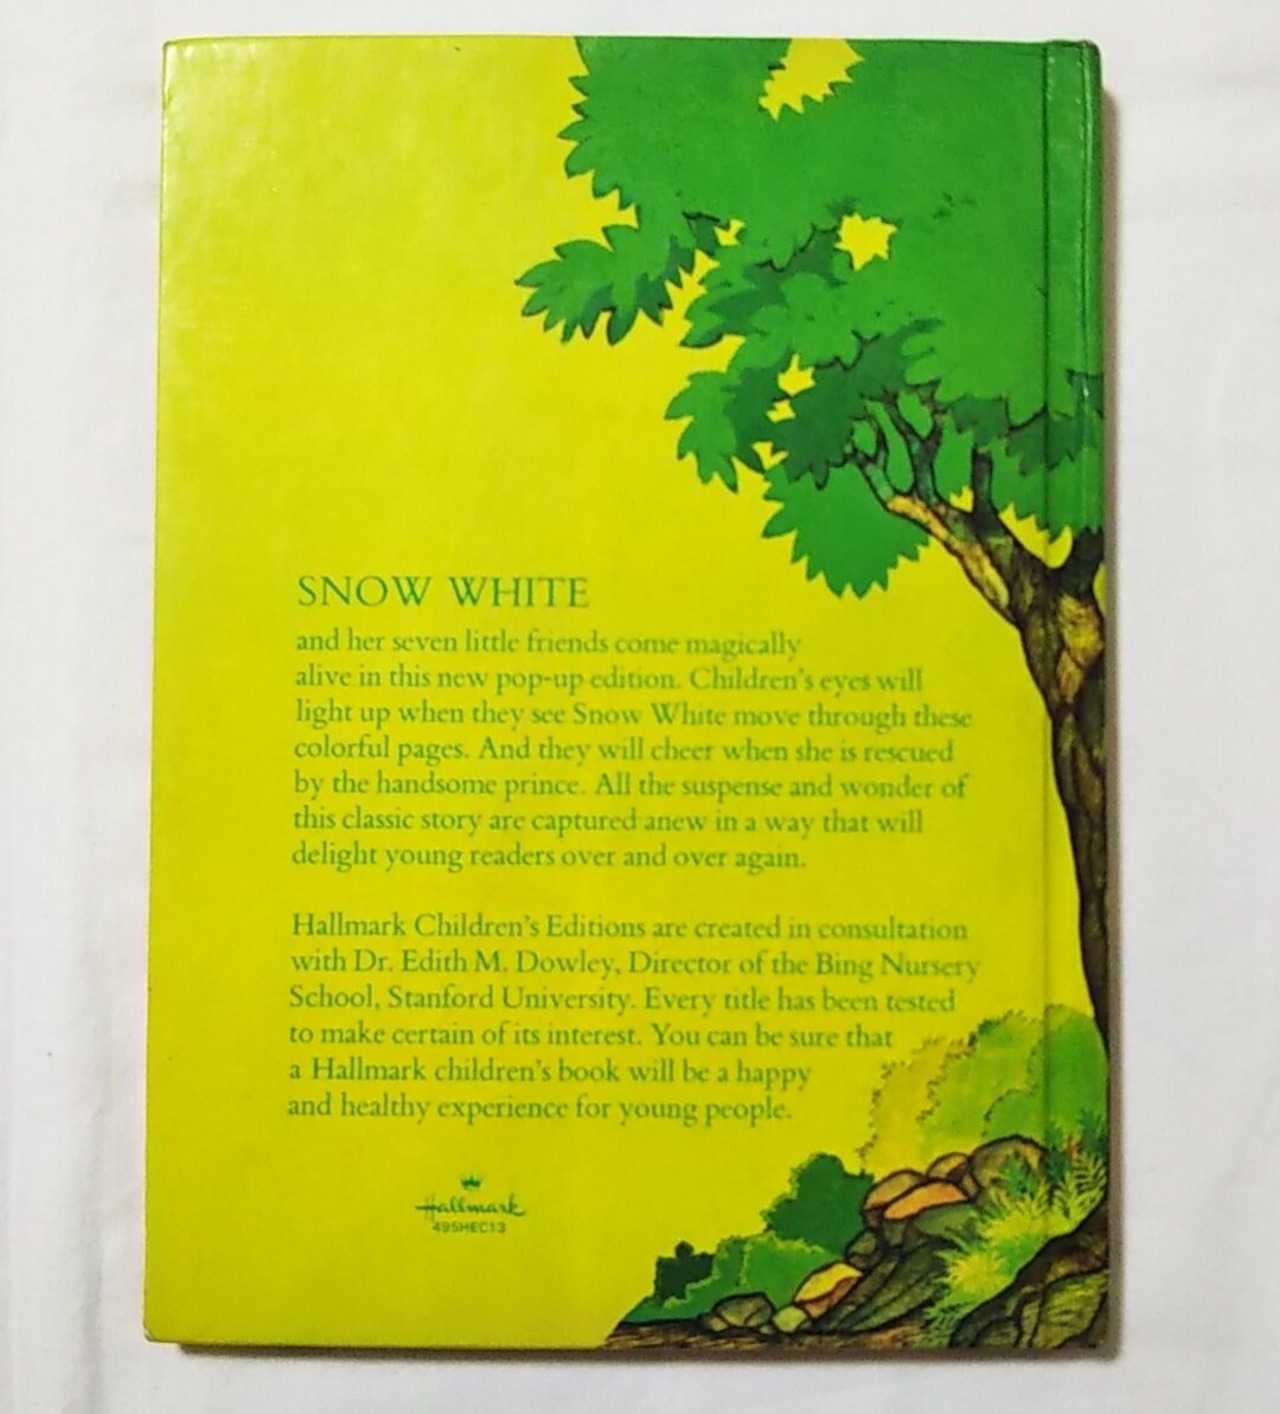 SNOW WHITE
and her seven little friends come magically
alive in this new pop-up edition. Children's eyes will
light up when they see Snow White move through these
colorful pages. And they will cheer when she is rescued
by the handsome prince. All the suspense and wonder of
this classic story are captured anew in a way that will
delight young readers over and over again.
Hallmark Children's Editions are created in consultation
with Dr. Edith M. Dowley, Director of the Bing Nursery
School, Stanford University. Every title has been tested
to make certain of its interest. You can be sure that
a Hallmark children's book will be a happy
and healthy experience for young people.
Hallmark
495HEC13